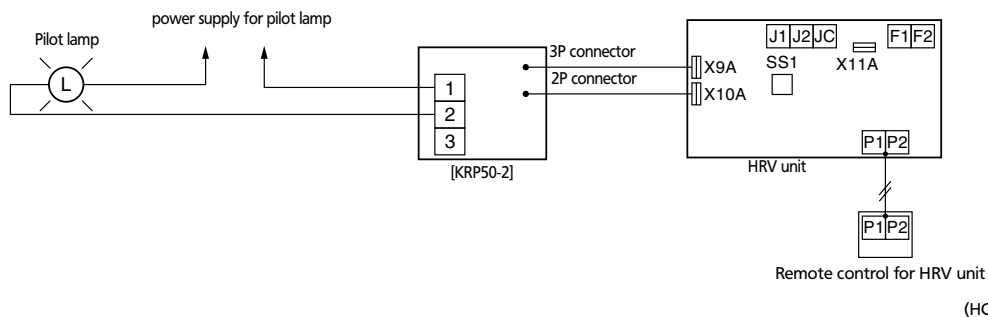 power supply for pilot lamp
Pilot lamp
L
1
2
3
[KRP50-2]
3P connector
2P connector
X9A
X10A
J1 J2 JC
SS1
X11A
F1 F2
P1 P2
HRV unit
P1 P2
Remote control for HRV unit
(HC